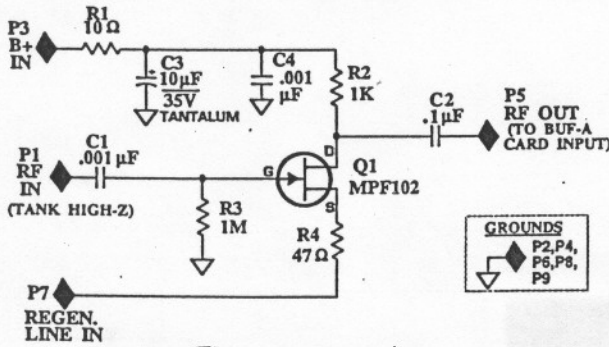 P3
B+
IN
R1
10Ω
C3
10µF
35V
TANTALUM
C4
.001
µF
R2
1K
C2
.1µF
P5
RF OUT
(TO BUF-A
CARD INPUT)
P1
RF
IN
(TANK HIGH-Z)
C1
.001µF
G
D
S
Q1
MPF102
R3
1M
R4
47Ω
P7
REGEN.
LINE IN
GROUNDS
P2,P4,
P6,P8,
P9